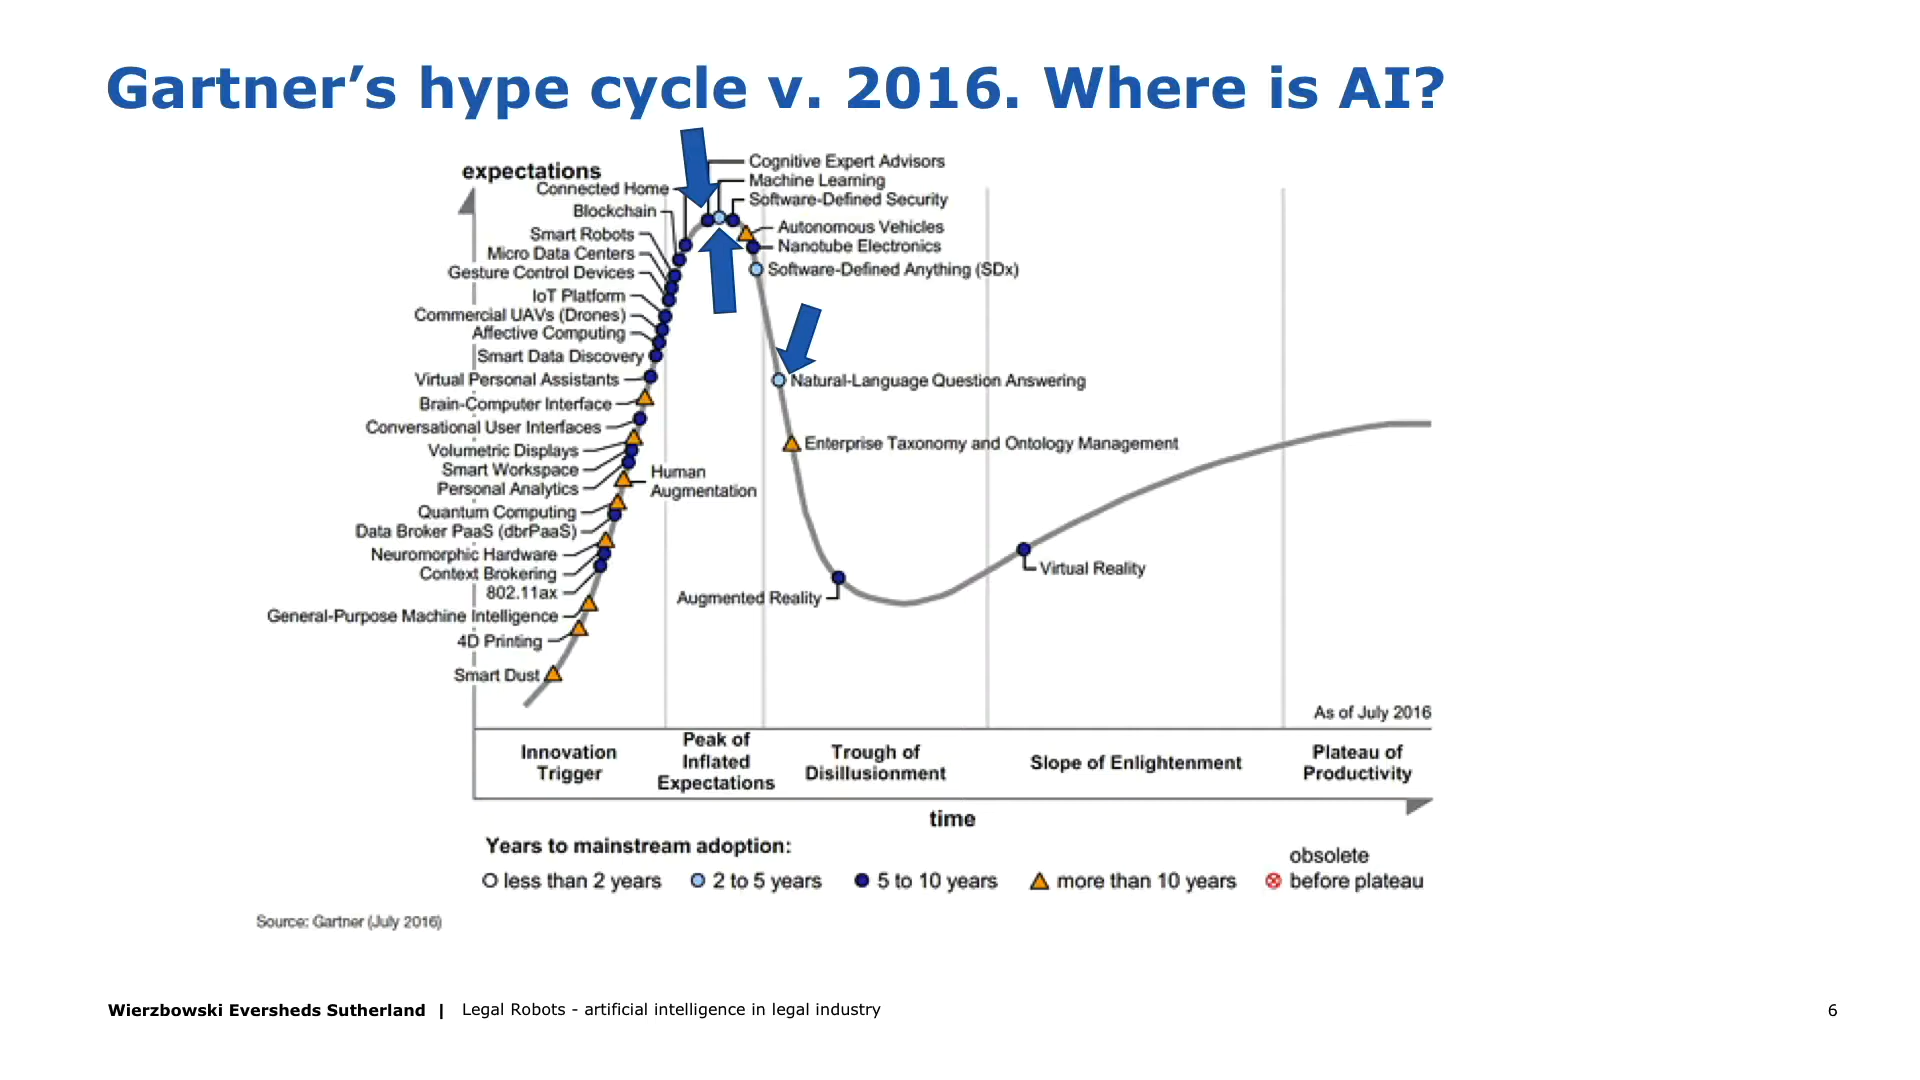 Gartner’s hype cycle v. 2016. Where is AI?
expectations
Cognitive Expert Advisors
Machine Learning
Software-Defined Security
Autonomous Vehicles
Nanotube Electronics
Software-Defined Anything (SDx)
Connected Home
Blockchain
Smart Robots
Micro Data Centers
Gesture Control Devices
IoT Platform
Commercial UAVs (Drones)
Affective Computing
Smart Data Discovery
Virtual Personal Assistants
Brain-Computer Interface
Conversational User Interfaces
Volumetric Displays
Smart Workspace
Personal Analytics
Quantum Computing
Data Broker PaaS (dbrPaaS)
Neuromorphic Hardware
Context Brokering
802.11ax
General-Purpose Machine Intelligence
4D Printing
Smart Dust
Human
Augmentation
Natural-Language Question Answering
Enterprise Taxonomy and Ontology Management
Augmented Reality
Virtual Reality
As of July 2016
Innovation
Trigger
Peak of
Inflated
Expectations
Trough of
Disillusionment
Slope of Enlightenment
Plateau of
Productivity
time
Years to mainstream adoption:
less than 2 years
2 to 5 years
5 to 10 years
more than 10 years
obsolete
before plateau
Source: Gartner (July 2016)
Wierzbowski Eversheds Sutherland | Legal Robots - artificial intelligence in legal industry
6